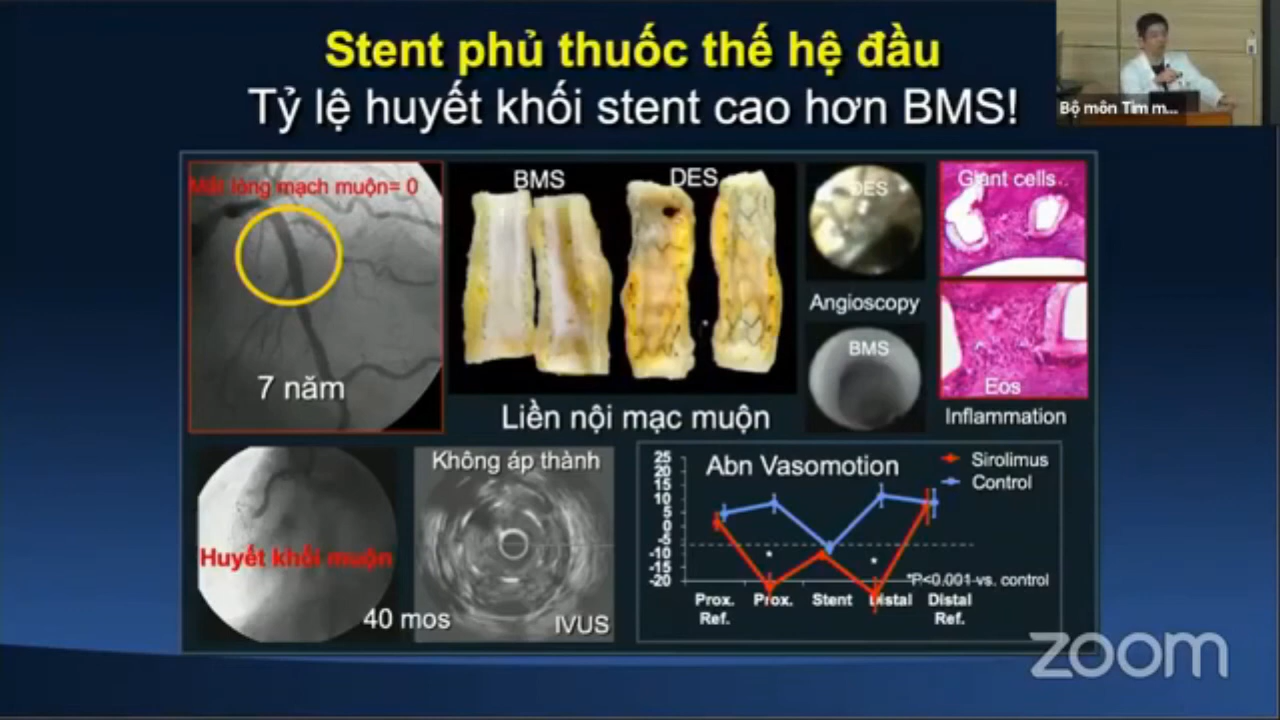 Stent phủ thuốc thế hệ đầu
Tỷ lệ huyết khối stent cao hơn BMS!
Bộ môn Tim m...
Mất lòng mạch muộn= 0
7 năm
BMS
DES
Liền nội mạc muộn
DES
Angioscopy
BMS
Giant cells
Eos
Inflammation
Huyết khối muộn
40 mos
Không áp thành
IVUS
Abn Vasomotion
Sirolimus
Control
25
20
15
10
5
0
-5
-10
-15
-20
*
*
*P<0.001 vs. control
Prox. Ref.
Prox.
Stent
Distal
Distal Ref.
zoom